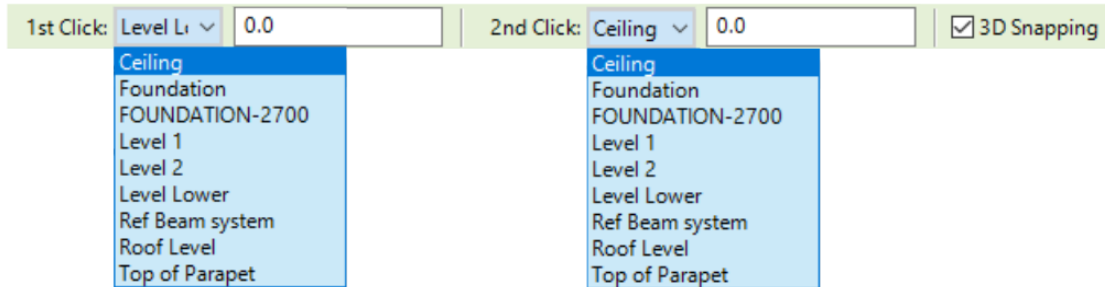 1st Click: Level L 0.0 2nd Click: Ceiling 0.0 3D Snapping
Ceiling
Foundation
FOUNDATION-2700
Level 1
Level 2
Level Lower
Ref Beam system
Roof Level
Top of Parapet
Ceiling
Foundation
FOUNDATION-2700
Level 1
Level 2
Level Lower
Ref Beam system
Roof Level
Top of Parapet